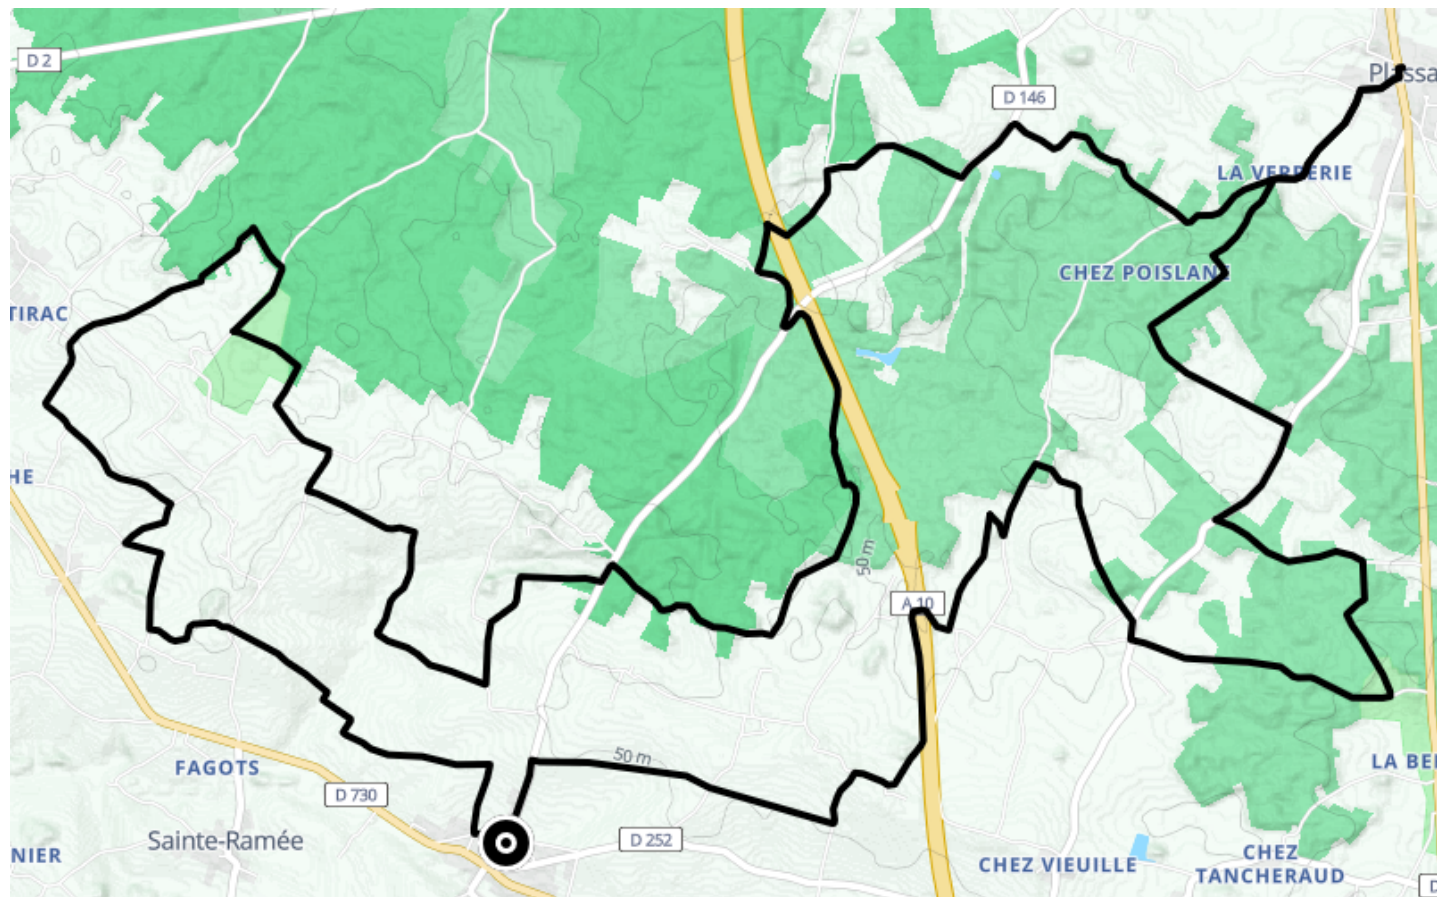 D 2
Plassa
D 146
LA VERRERIE
CHEZ POISLANE
TIRAC
HE
50 m
A 10
50 m
FAGOTS
LA BE
D 730
Sainte-Ramée
D 252
NIER
CHEZ VIEUILLE
CHEZ
TANCHERAUD
D